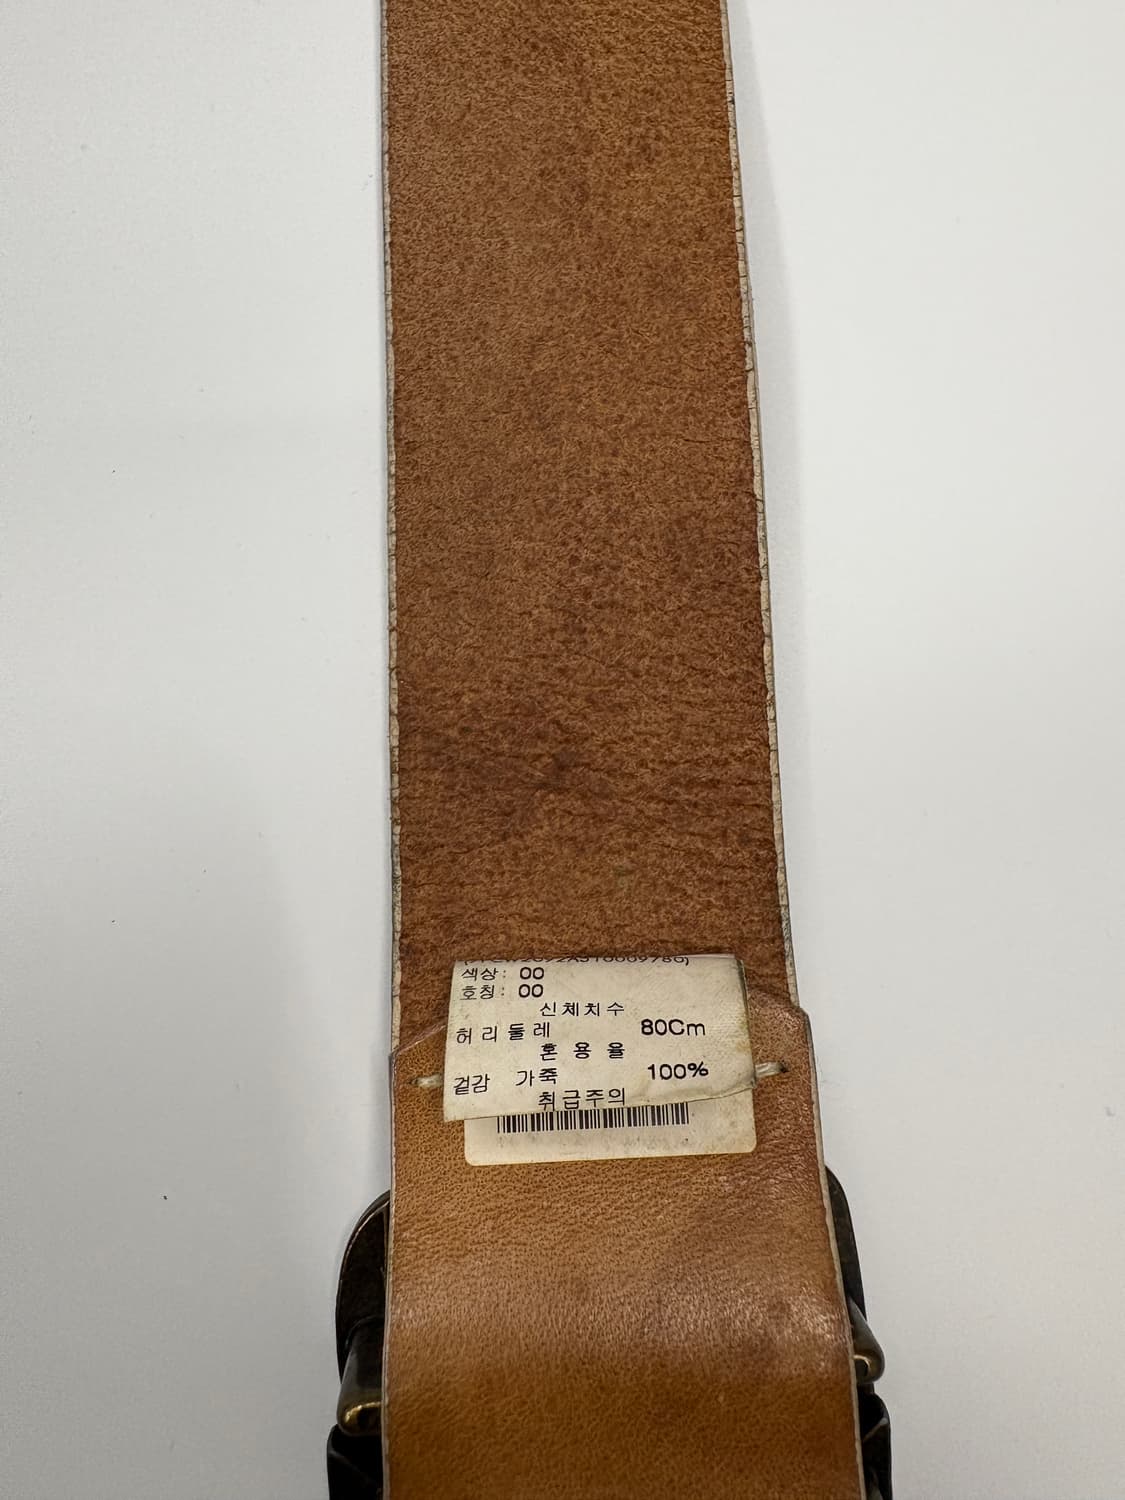 색상: 00
호칭: 00
신체치수
허리둘레 80Cm
혼용율
겉감 가죽 100%
취급주의